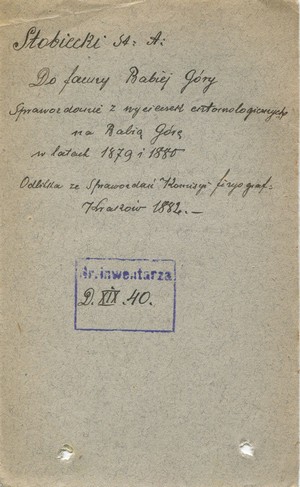 Stobiecki St. A:
Do fauny Babiej Góry
Sprawozdanie z wycieczek entomologicznych
na Babią Górę
w latach 1879 i 1880
Odbitka ze Sprawozdań Komisyi fizyograf:
Kraków 1882.—
Nr. inwentarza
D. XIX. 40.